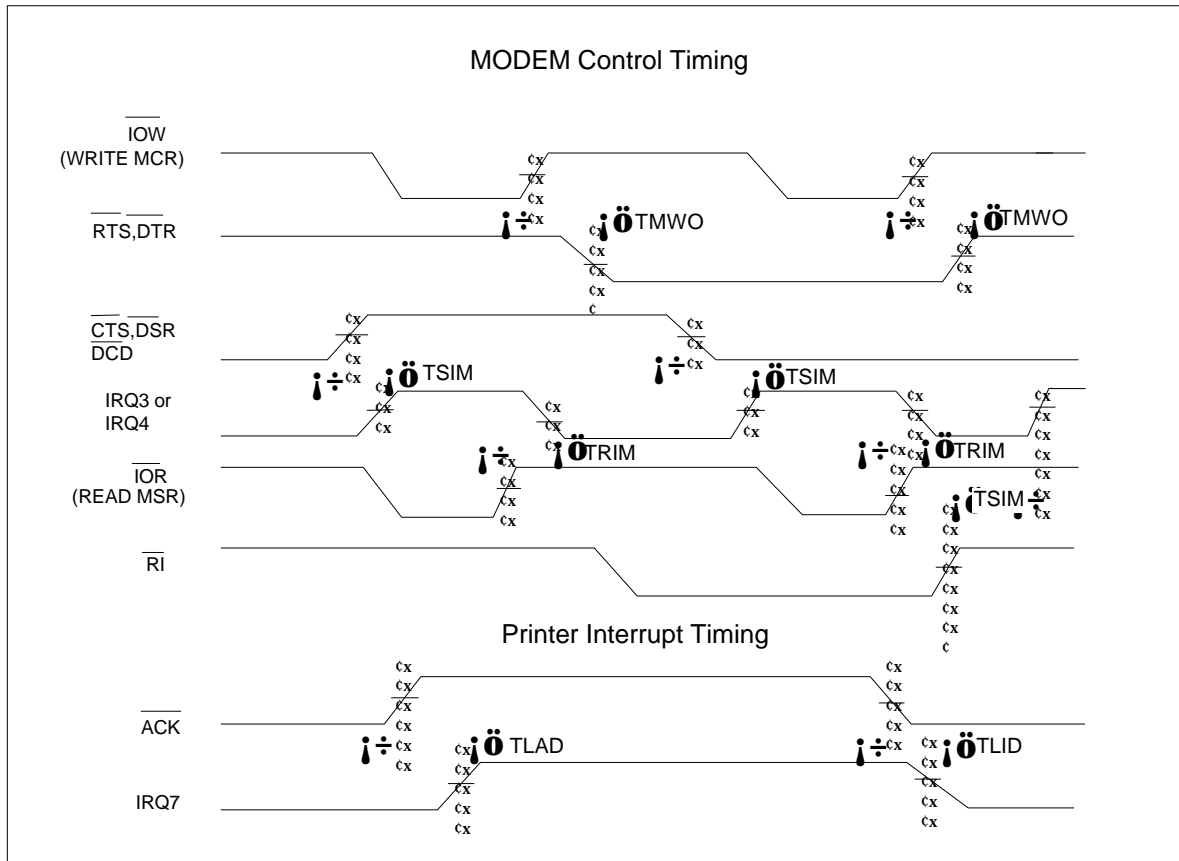 MODEM Control Timing
IOW
(WRITE MCR)
RTS,DTR
TMWO
TMWO
CTS,DSR
DCD
TSIM
TSIM
IRQ3 or
IRQ4
TRIM
TRIM
IOR
(READ MSR)
TSIM
RI
Printer Interrupt Timing
ACK
TLAD
TLID
IRQ7